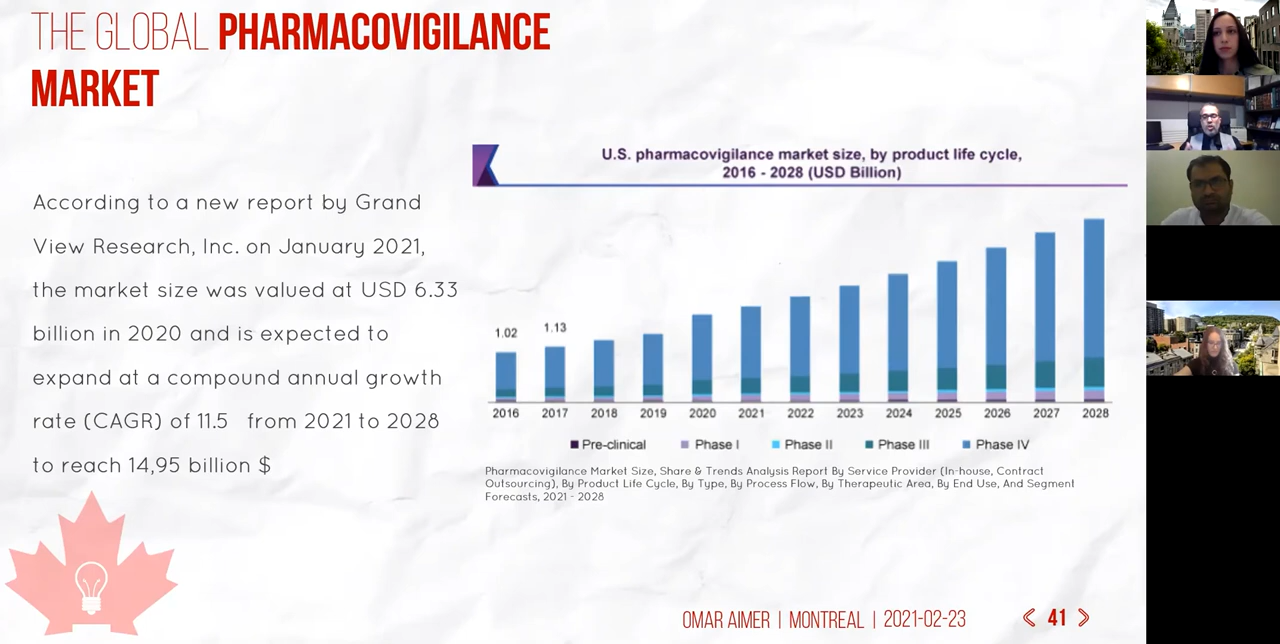 THE GLOBAL PHARMACOVIGILANCE
MARKET
According to a new report by Grand
View Research, Inc. on January 2021,
the market size was valued at USD 6.33
billion in 2020 and is expected to
expand at a compound annual growth
rate (CAGR) of 11.5 from 2021 to 2028
to reach 14,95 billion $
U.S. pharmacovigilance market size, by product life cycle,
2016 - 2028 (USD Billion)
1.02
1.13
2016 2017 2018 2019 2020 2021 2022 2023 2024 2025 2026 2027 2028
Pre-clinical Phase I Phase II Phase III Phase IV
Pharmacovigilance Market Size, Share & Trends Analysis Report By Service Provider (In-house, Contract
Outsourcing), By Product Life Cycle, By Type, By Process Flow, By Therapeutic Area, By End Use, And Segment
Forecasts, 2021 - 2028
OMAR AIMER | MONTREAL | 2021-02-23
41